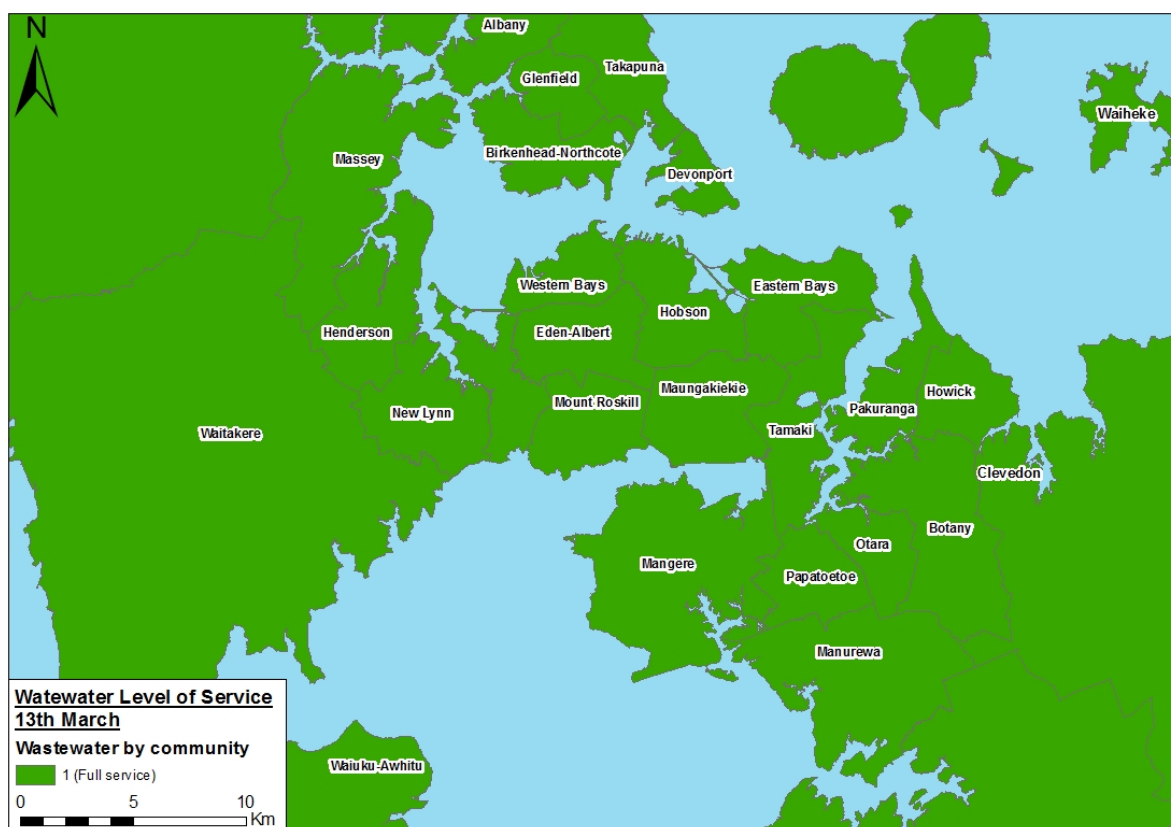 N
Albany
Takapuna
Glenfield
Waiheke
Birkenhead-Northcote
Massey
Devonport
Western Bays
Eastern Bays
Hobson
Henderson
Eden-Albert
Maungakiekie
Howick
Mount Roskill
Pakuranga
New Lynn
Waitakere
Tamaki
Clevedon
Botany
Otara
Mangere
Papatoetoe
Manurewa
Waiuku-Awhitu
Watewater Level of Service
13th March
Wastewater by community
1 (Full service)
0 5 10
Km